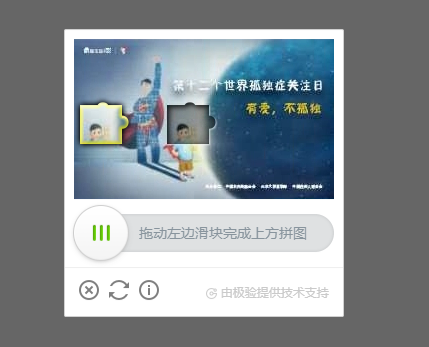 第十二个世界孤独症关注日
有爱，不孤独
拖动左边滑块完成上方拼图
由极验提供技术支持